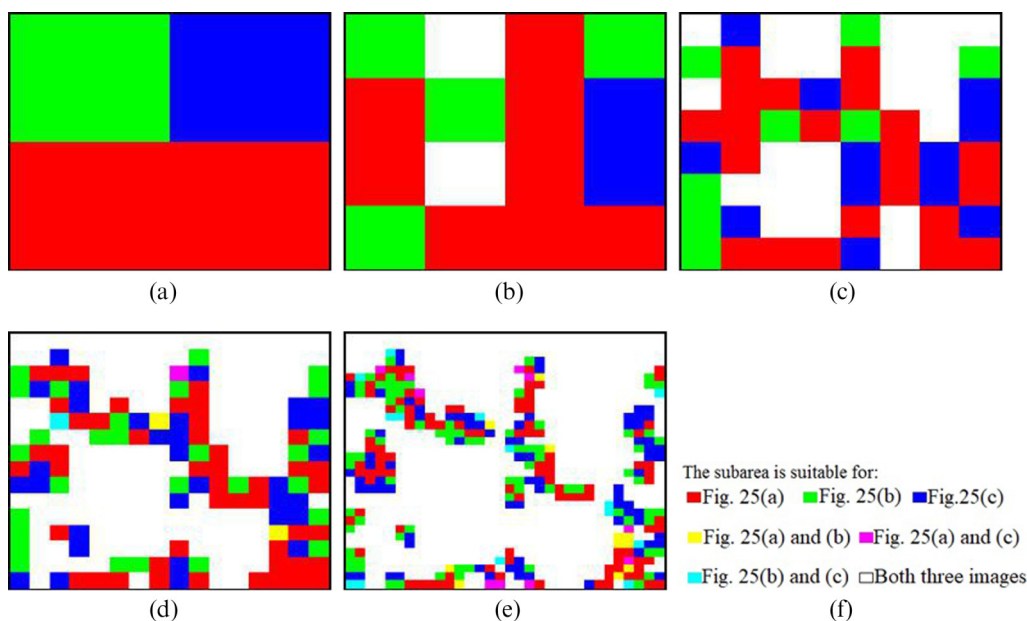 (a)
(b)
(c)
(d)
(e)
The subarea is suitable for:
Fig. 25(a) Fig. 25(b) Fig.25(c)
Fig. 25(a) and (b) Fig. 25(a) and (c)
Fig. 25(b) and (c) Both three images
(f)